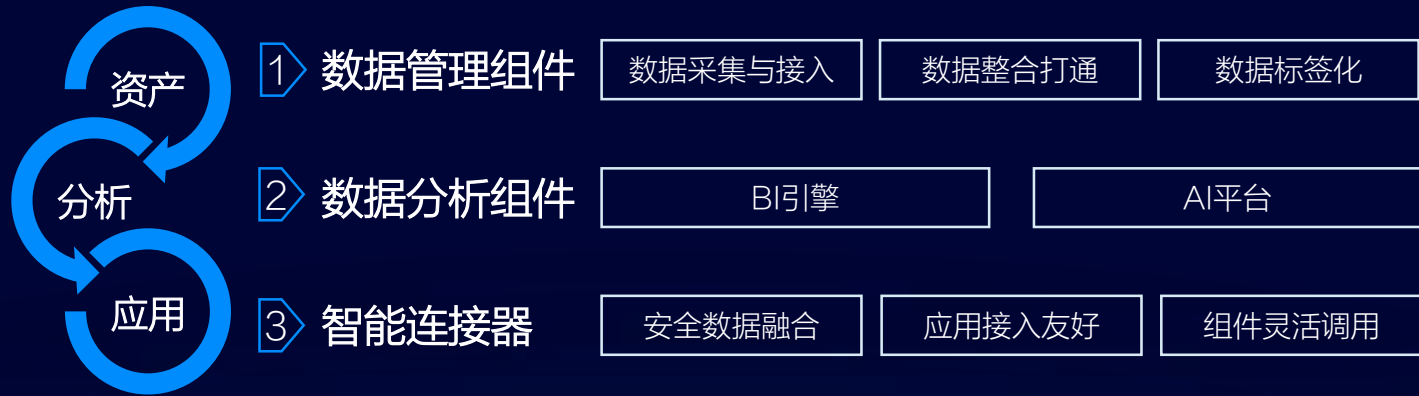 资产
1 数据管理组件 数据采集与接入 数据整合打通 数据标签化
分析
2 数据分析组件 BI引擎 AI平台
应用
3 智能连接器 安全数据融合 应用接入友好 组件灵活调用